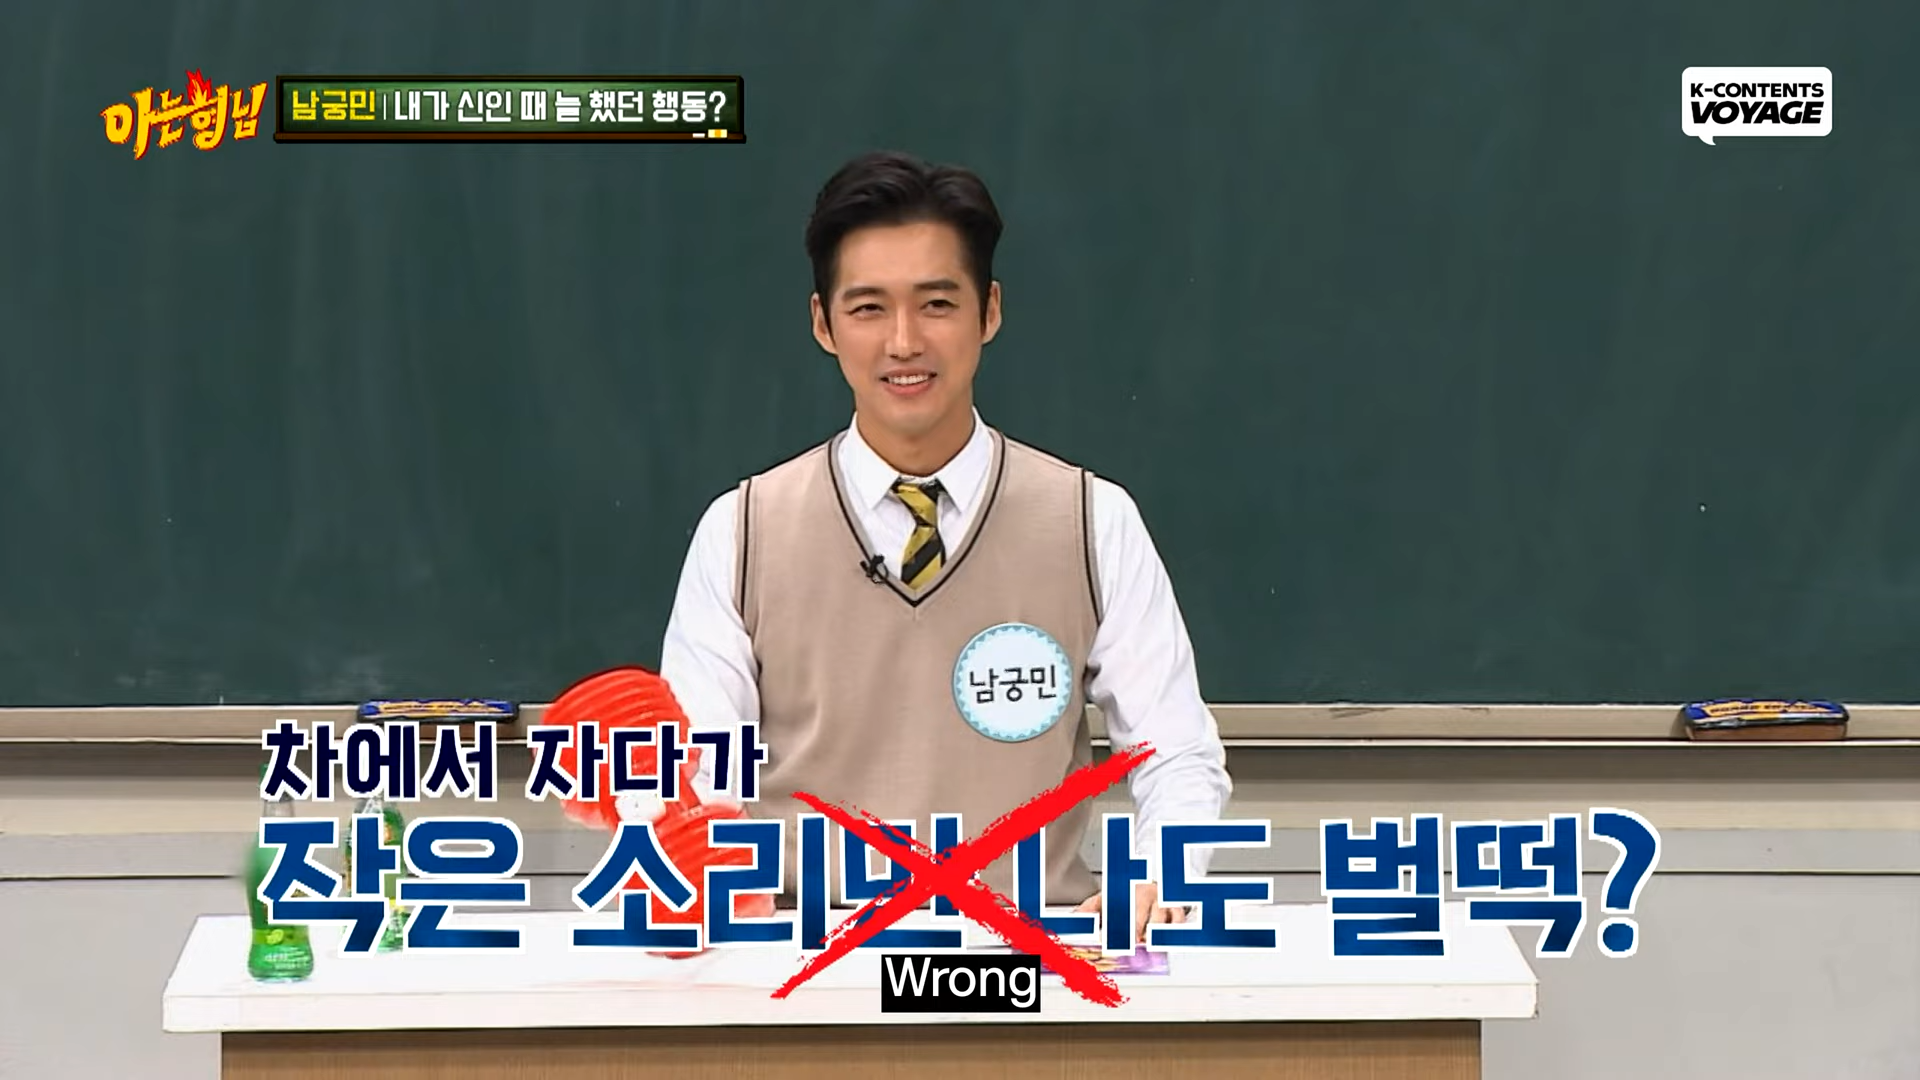 아는형님
남궁민 | 내가 신인 때 늘 했던 행동?
K-CONTENTS
VOYAGE
남궁민
차에서 자다가
작은 소리만 나도 벌떡?
Wrong